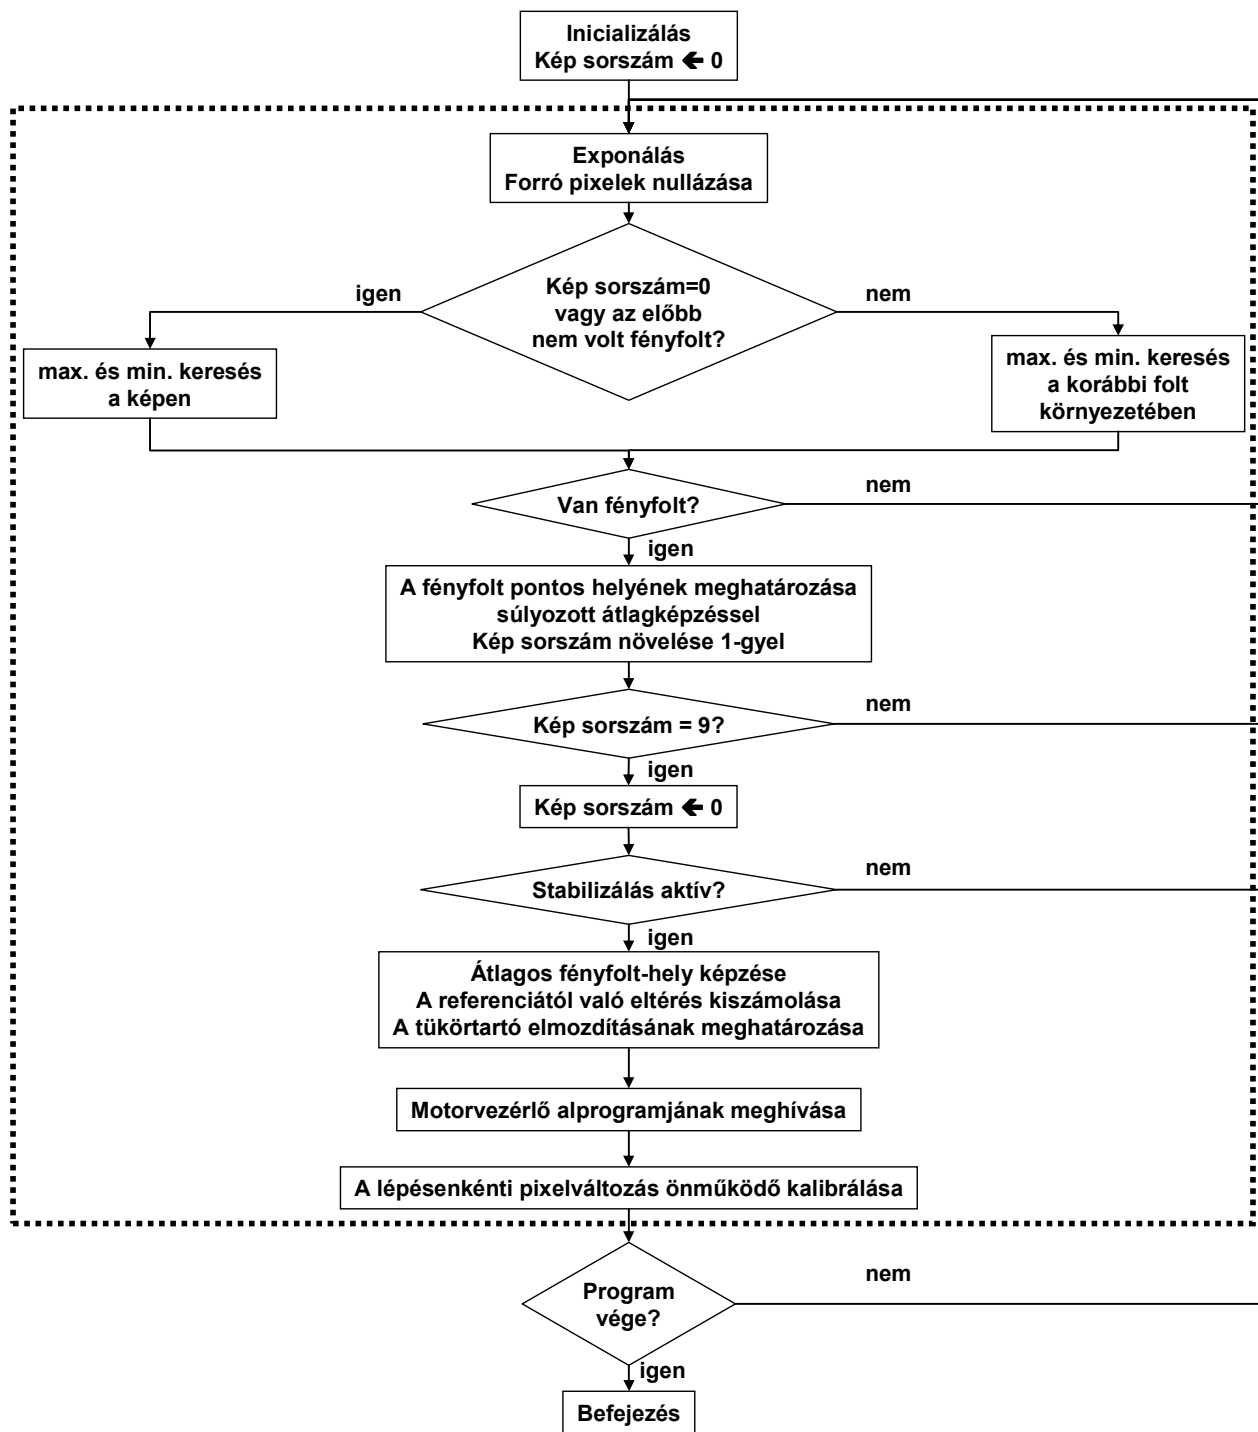 Inicializálás
Kép sorszám 🡸 0
Exponálás
Forró pixelek nullázása
igen
Kép sorszám=0
vagy az előbb
nem volt fényfolt?
nem
max. és min. keresés
a képen
max. és min. keresés
a korábbi folt
környezetében
Van fényfolt?
nem
igen
A fényfolt pontos helyének meghatározása
súlyozott átlagképzéssel
Kép sorszám növelése 1-gyel
Kép sorszám = 9?
nem
igen
Kép sorszám 🡸 0
Stabilizálás aktív?
nem
igen
Átlagos fényfolt-hely képzése
A referenciától való eltérés kiszámolása
A tükörtartó elmozdításának meghatározása
Motorvezérlő alprogramjának meghívása
A lépésenkénti pixelváltozás önműködő kalibrálása
Program
vége?
nem
igen
Befejezés